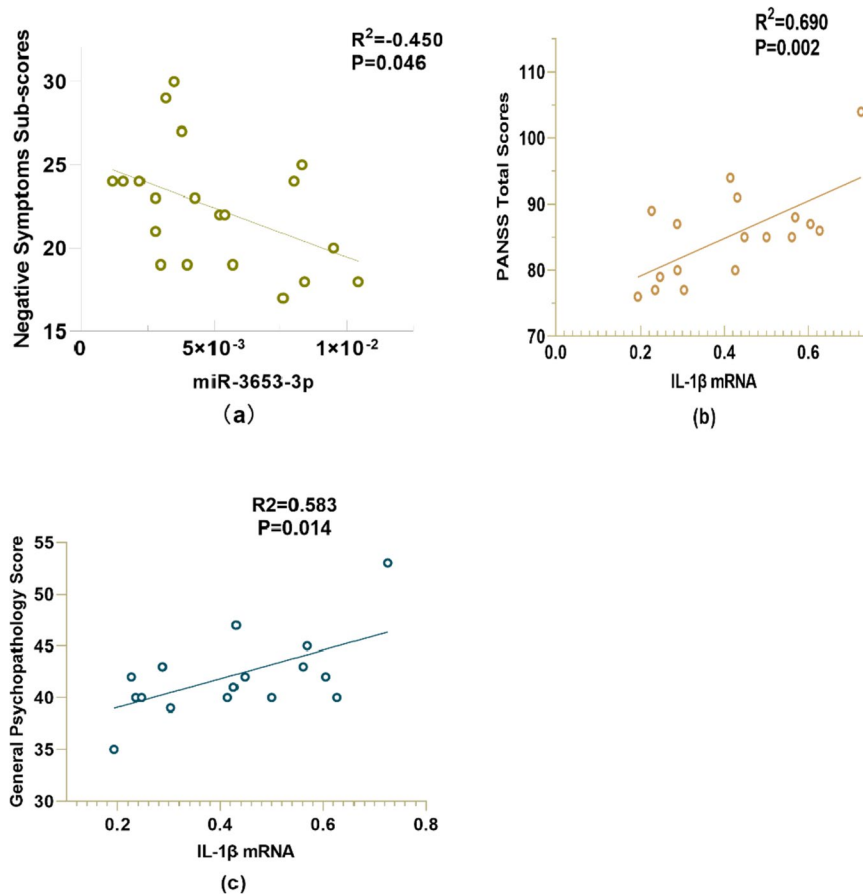 R²=-0.450
P=0.046
Negative Symptoms Sub-scores
30
25
20
15
0
5×10⁻³
1×10⁻²
miR-3653-3p
(a)
R²=0.690
P=0.002
PANSS Total Scores
110
100
90
80
70
0.0
0.2
0.4
0.6
IL-1β mRNA
(b)
R2=0.583
P=0.014
General Psychopathology Score
55
50
45
40
35
30
0.2
0.4
0.6
0.8
IL-1β mRNA
(c)